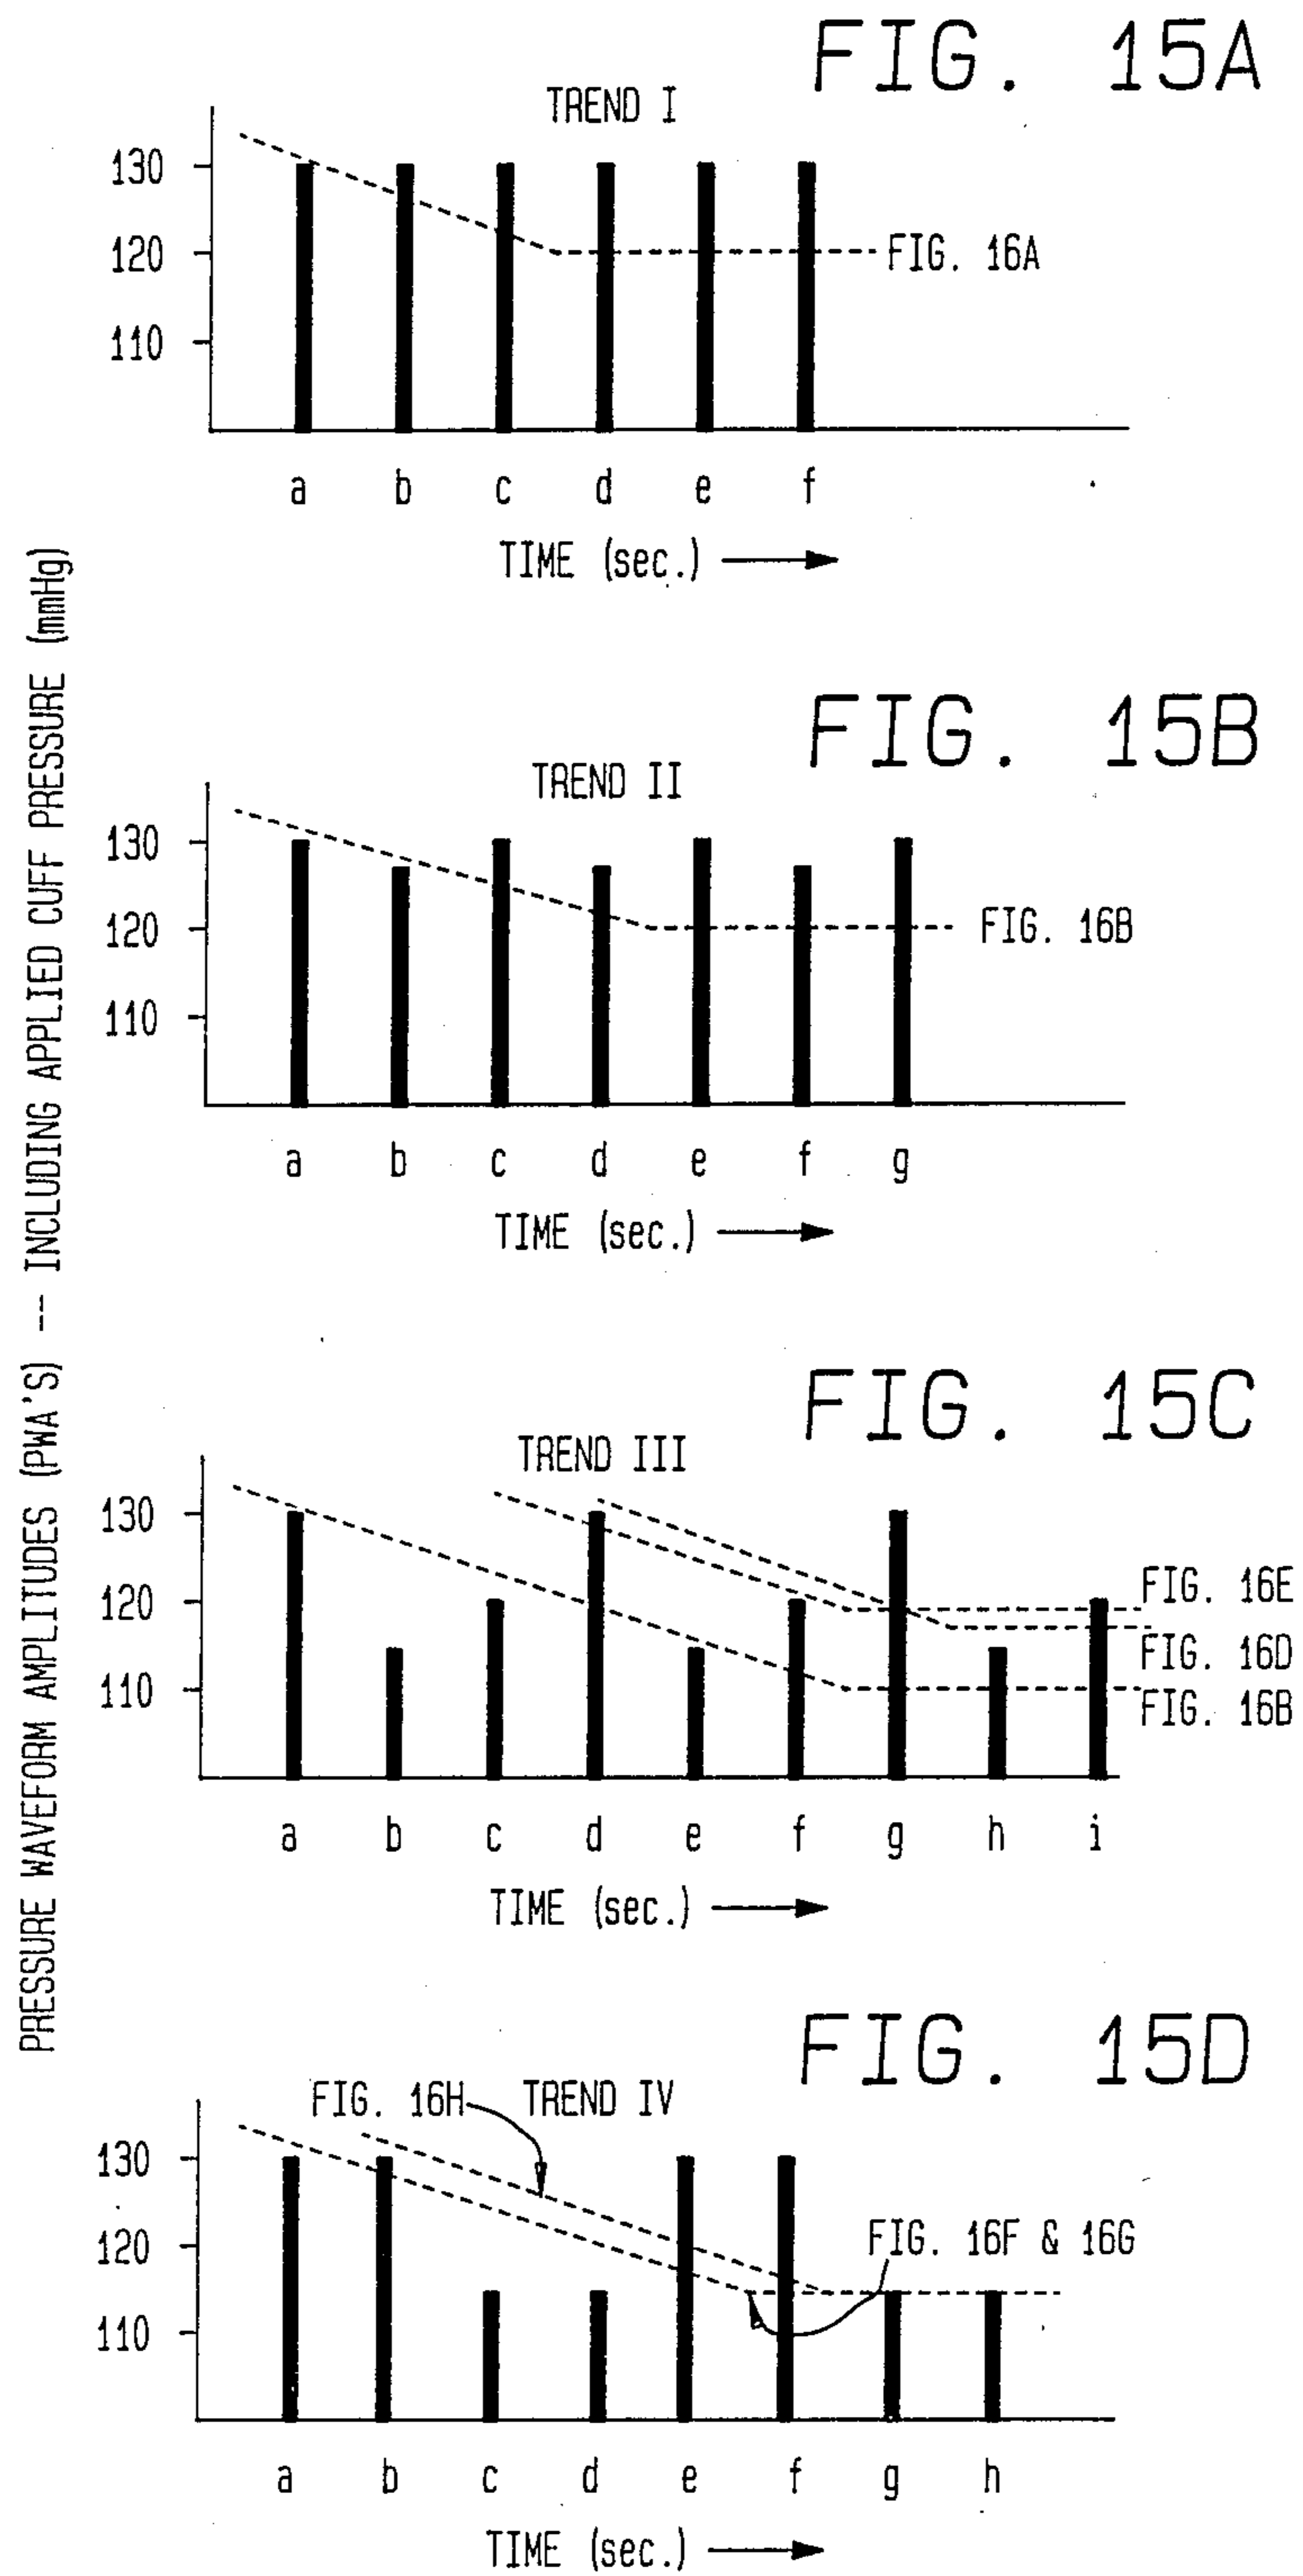 PRESSURE WAVEFORM AMPLITUDES (PWA'S) -- INCLUDING APPLIED CUFF PRESSURE (mmHg)
FIG. 15A
TREND I
130
120
110
FIG. 16A
a b c d e f
TIME (sec.)
FIG. 15B
TREND II
130
120
110
FIG. 16B
a b c d e f g
TIME (sec.)
FIG. 15C
TREND III
130
120
110
FIG. 16E
FIG. 16D
FIG. 16B
a b c d e f g h i
TIME (sec.)
FIG. 15D
FIG. 16H
TREND IV
130
120
110
FIG. 16F & 16G
a b c d e f g h
TIME (sec.)